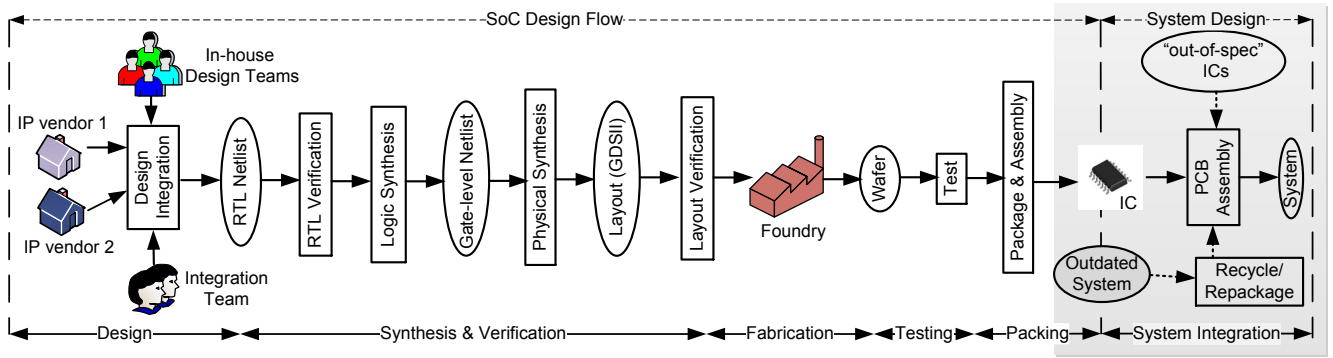 SoC Design Flow
System Design
In-house
Design Teams
"out-of-spec"
ICs
IP vendor 1
IP vendor 2
Design
Integration
Integration
Team
RTL Netlist
RTL Verification
Logic Synthesis
Gate-level Netlist
Physical Synthesis
Layout (GDSII)
Layout Verification
Foundry
Wafer
Test
Package & Assembly
IC
PCB
Assembly
System
Outdated
System
Recycle/
Repackage
Design
Synthesis & Verification
Fabrication
Testing
Packing
System Integration